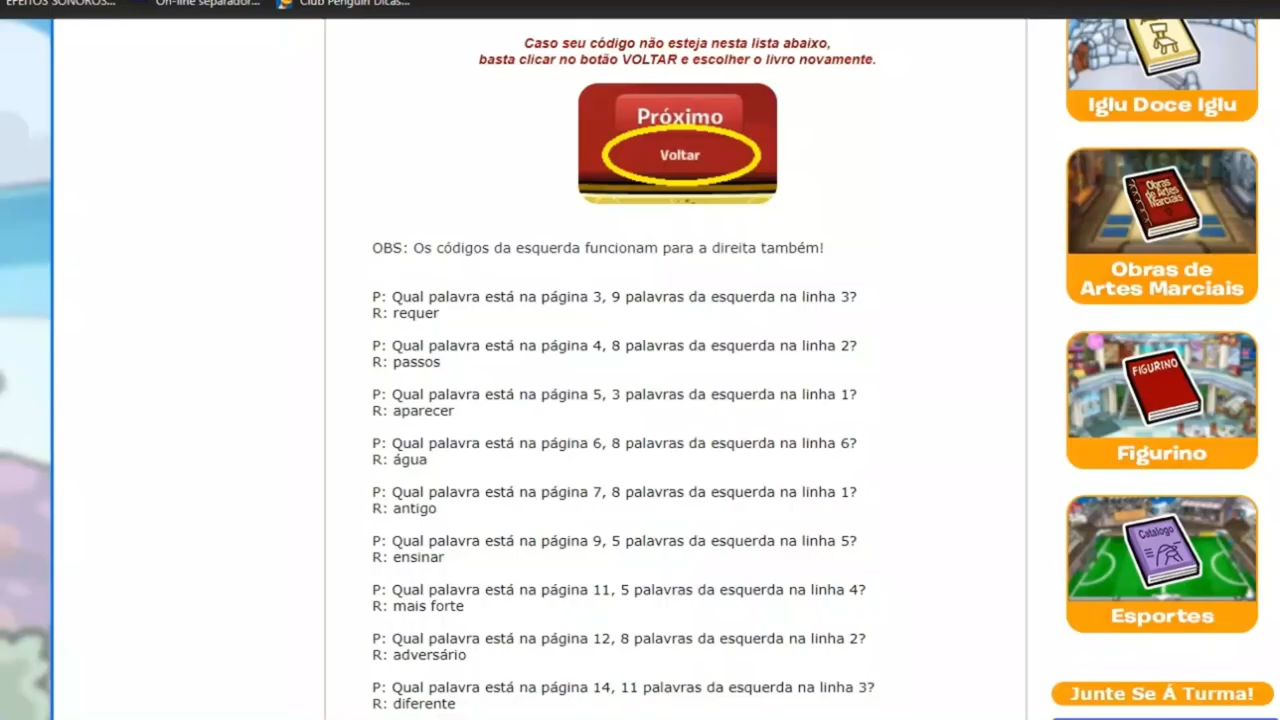 EFEITOS SONOROS...
On-line separador...
Club Penguin Dicas...
Caso seu código não esteja nesta lista abaixo,
basta clicar no botão VOLTAR e escolher o livro novamente.
Próximo
Voltar
OBS: Os códigos da esquerda funcionam para a direita também!
P: Qual palavra está na página 3, 9 palavras da esquerda na linha 3?
R: requer
P: Qual palavra está na página 4, 8 palavras da esquerda na linha 2?
R: passos
P: Qual palavra está na página 5, 3 palavras da esquerda na linha 1?
R: aparecer
P: Qual palavra está na página 6, 8 palavras da esquerda na linha 6?
R: água
P: Qual palavra está na página 7, 8 palavras da esquerda na linha 1?
R: antigo
P: Qual palavra está na página 9, 5 palavras da esquerda na linha 5?
R: ensinar
P: Qual palavra está na página 11, 5 palavras da esquerda na linha 4?
R: mais forte
P: Qual palavra está na página 12, 8 palavras da esquerda na linha 2?
R: adversário
P: Qual palavra está na página 14, 11 palavras da esquerda na linha 3?
R: diferente
Iglu Doce Iglu
Obras
de Artes
Marciais
Obras de
Artes Marciais
FIGURINO
Figurino
Catalogo
Esportes
Junte Se Á Turma!